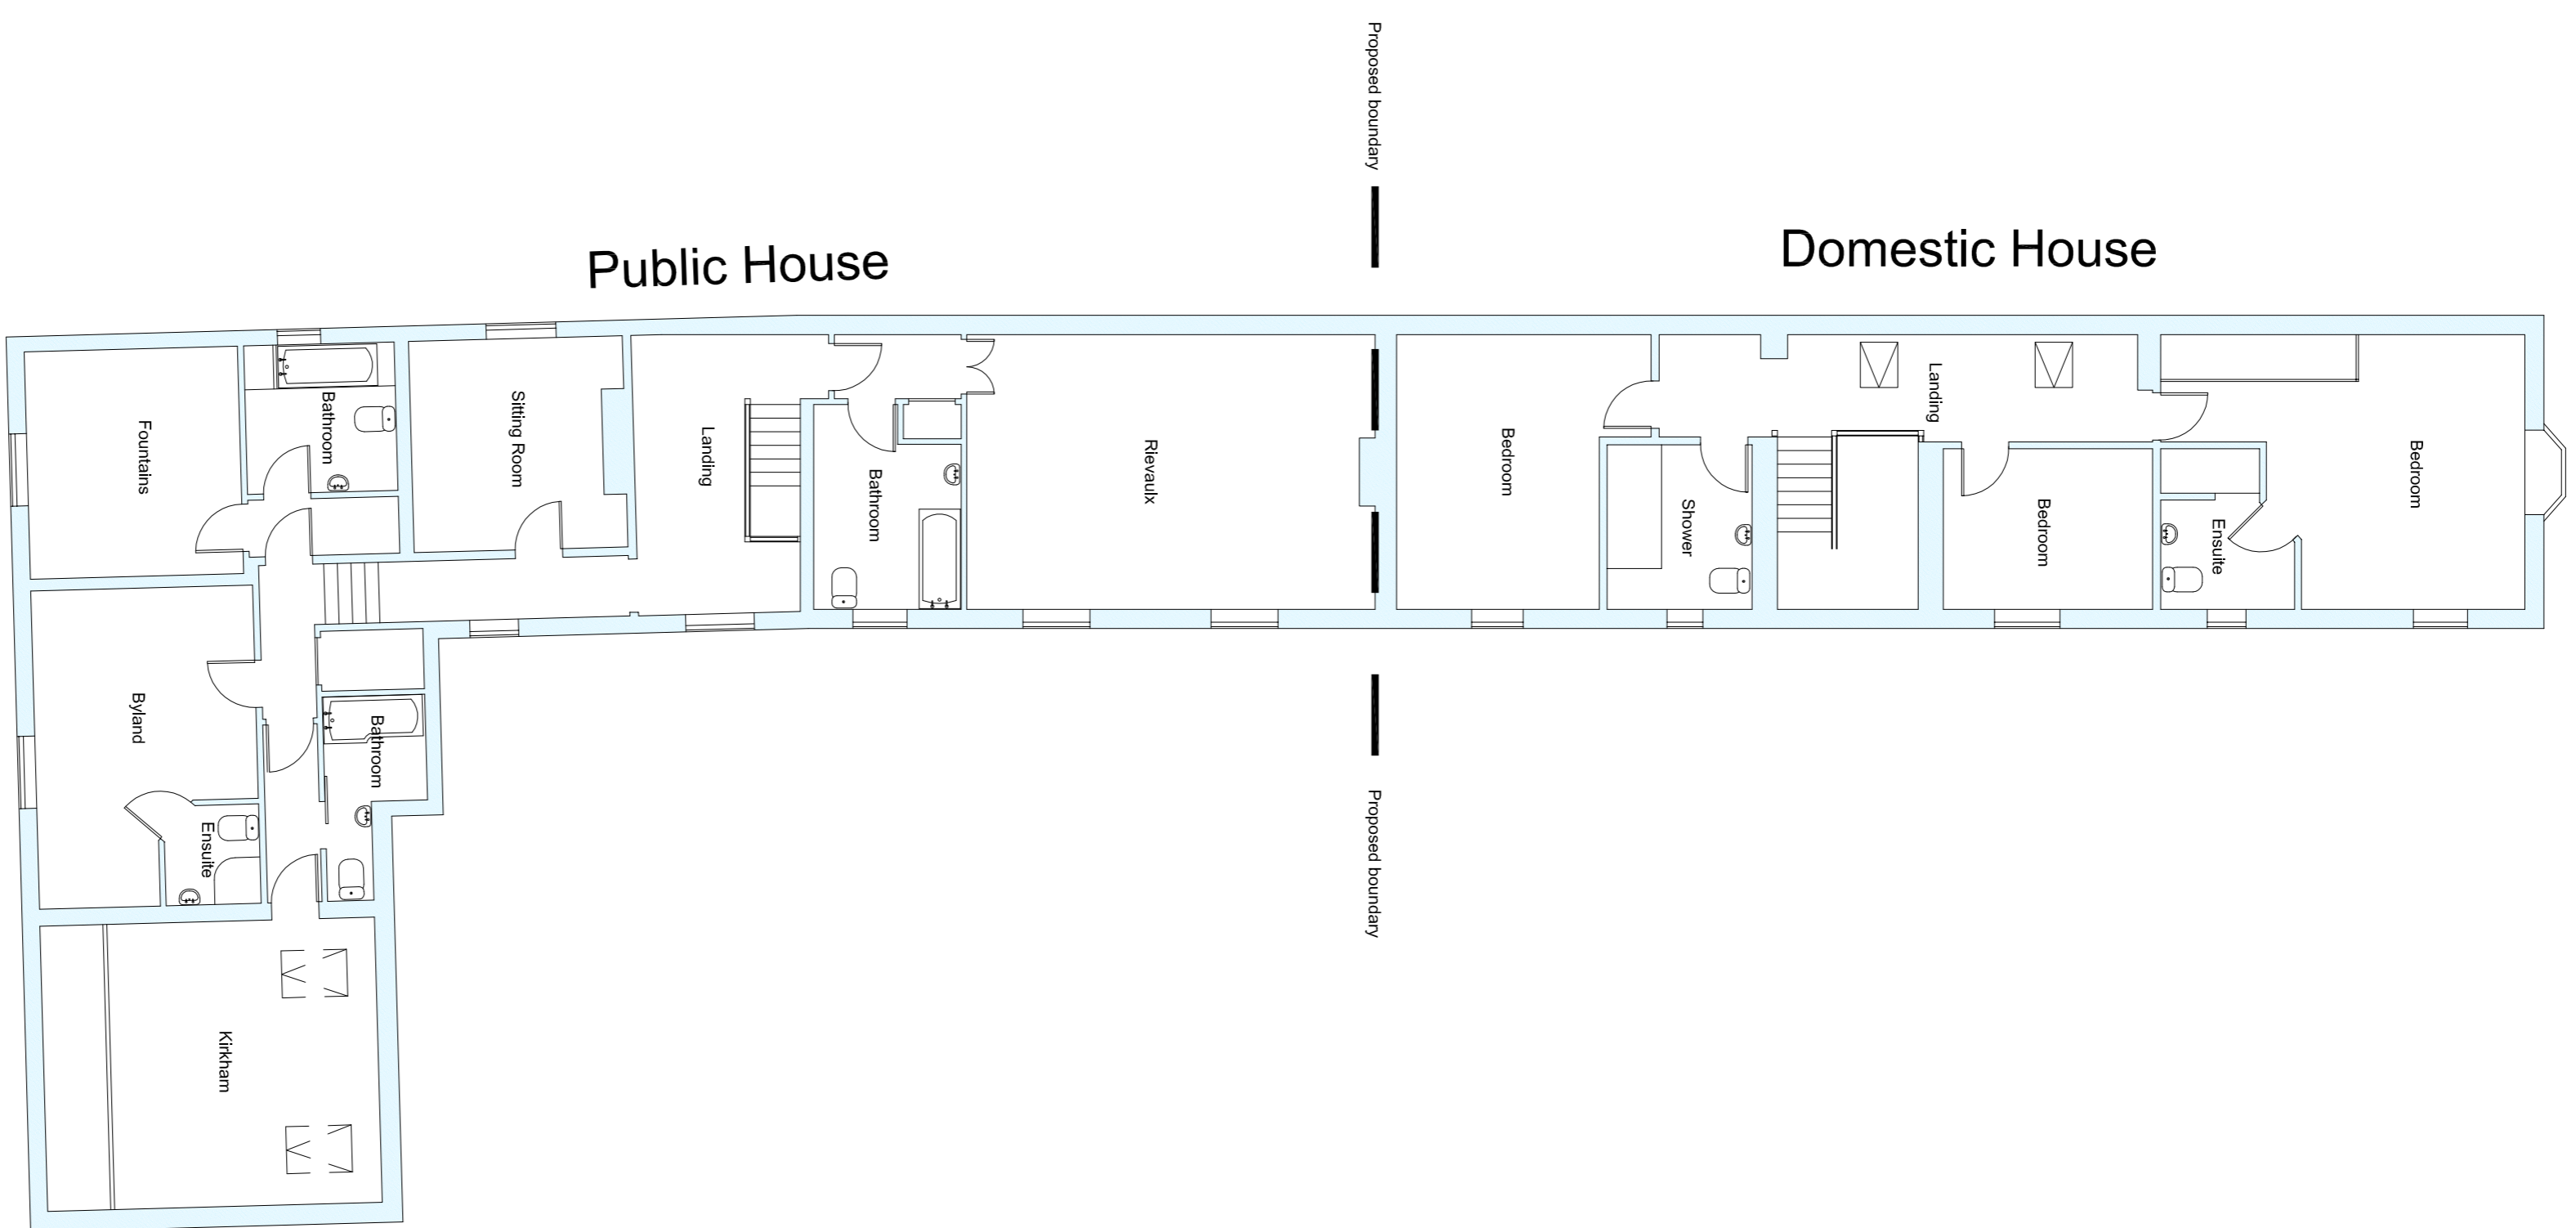 Proposed boundary
Public House
Domestic House
Fountains
Bathroom
Sitting Room
Landing
Bathroom
Rievaulx
Bedroom
Shower
Landing
Bedroom
Ensuite
Bedroom
Byland
Bathroom
Ensuite
Proposed boundary
Kirkham